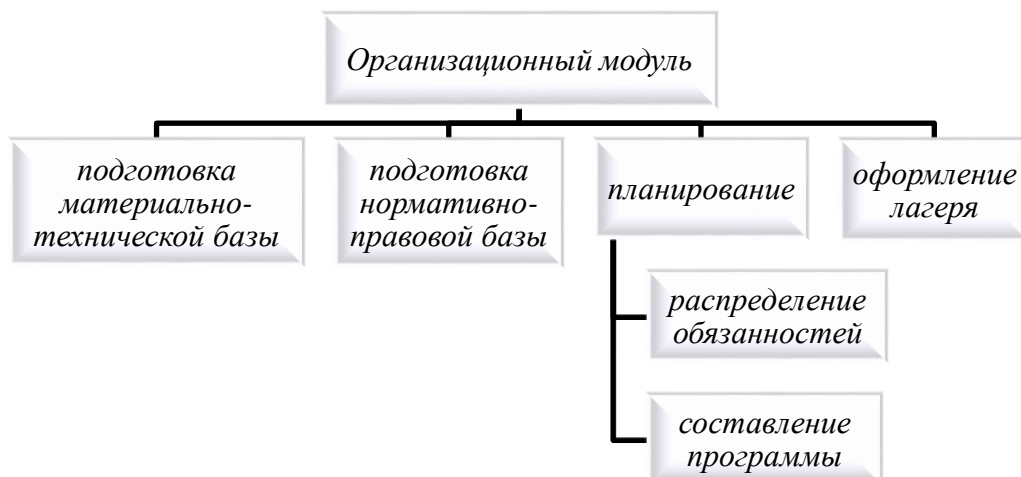 Организационный модуль
подготовка
материально-
технической базы
подготовка
нормативно-
правовой базы
планирование
оформление
лагеря
распределение
обязанностей
составление
программы